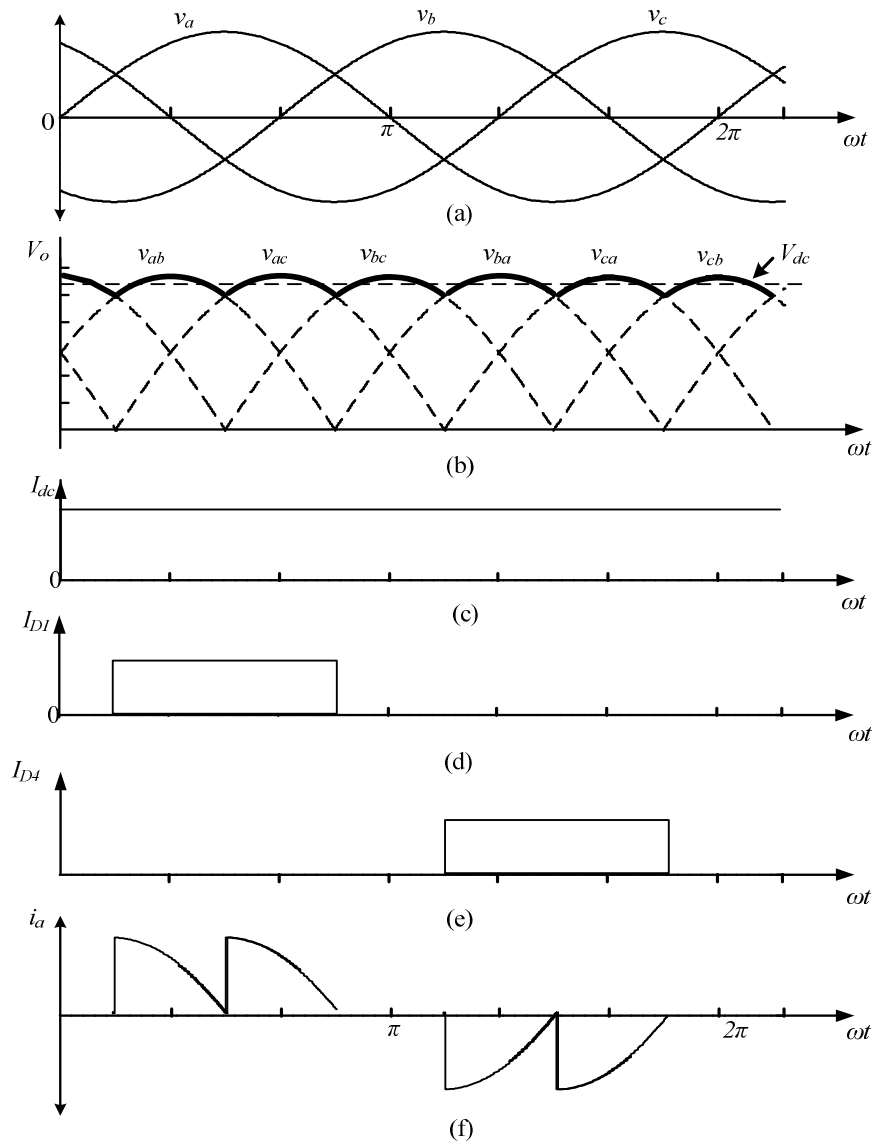 v_a v_b v_c
0 π 2π ωt
(a)
V_o v_ab v_ac v_bc v_ba v_ca v_cb V_dc
ωt
(b)
I_dc
0 ωt
(c)
I_D1
0 ωt
(d)
I_D4
ωt
(e)
i_a
π 2π ωt
(f)